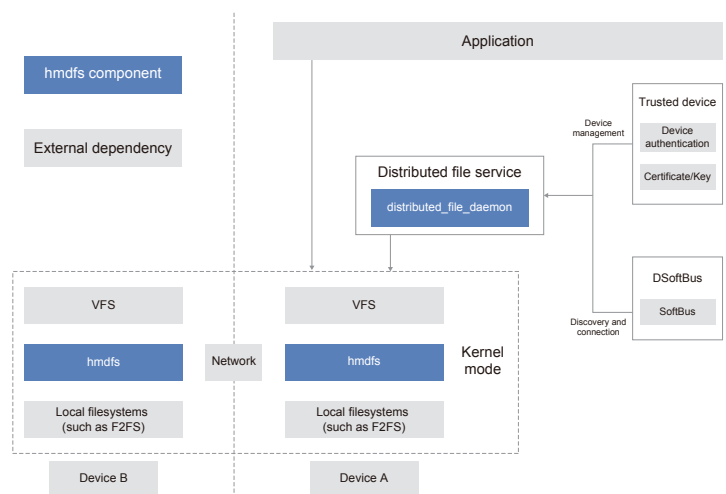 Application
hmdfs component
External dependency
Trusted device
Device
authentication
Certificate/Key
Device
management
Distributed file service
distributed_file_daemon
DSoftBus
SoftBus
Discovery and
connection
VFS
VFS
hmdfs
Network
hmdfs
Kernel
mode
Local filesystems
(such as F2FS)
Local filesystems
(such as F2FS)
Device B
Device A